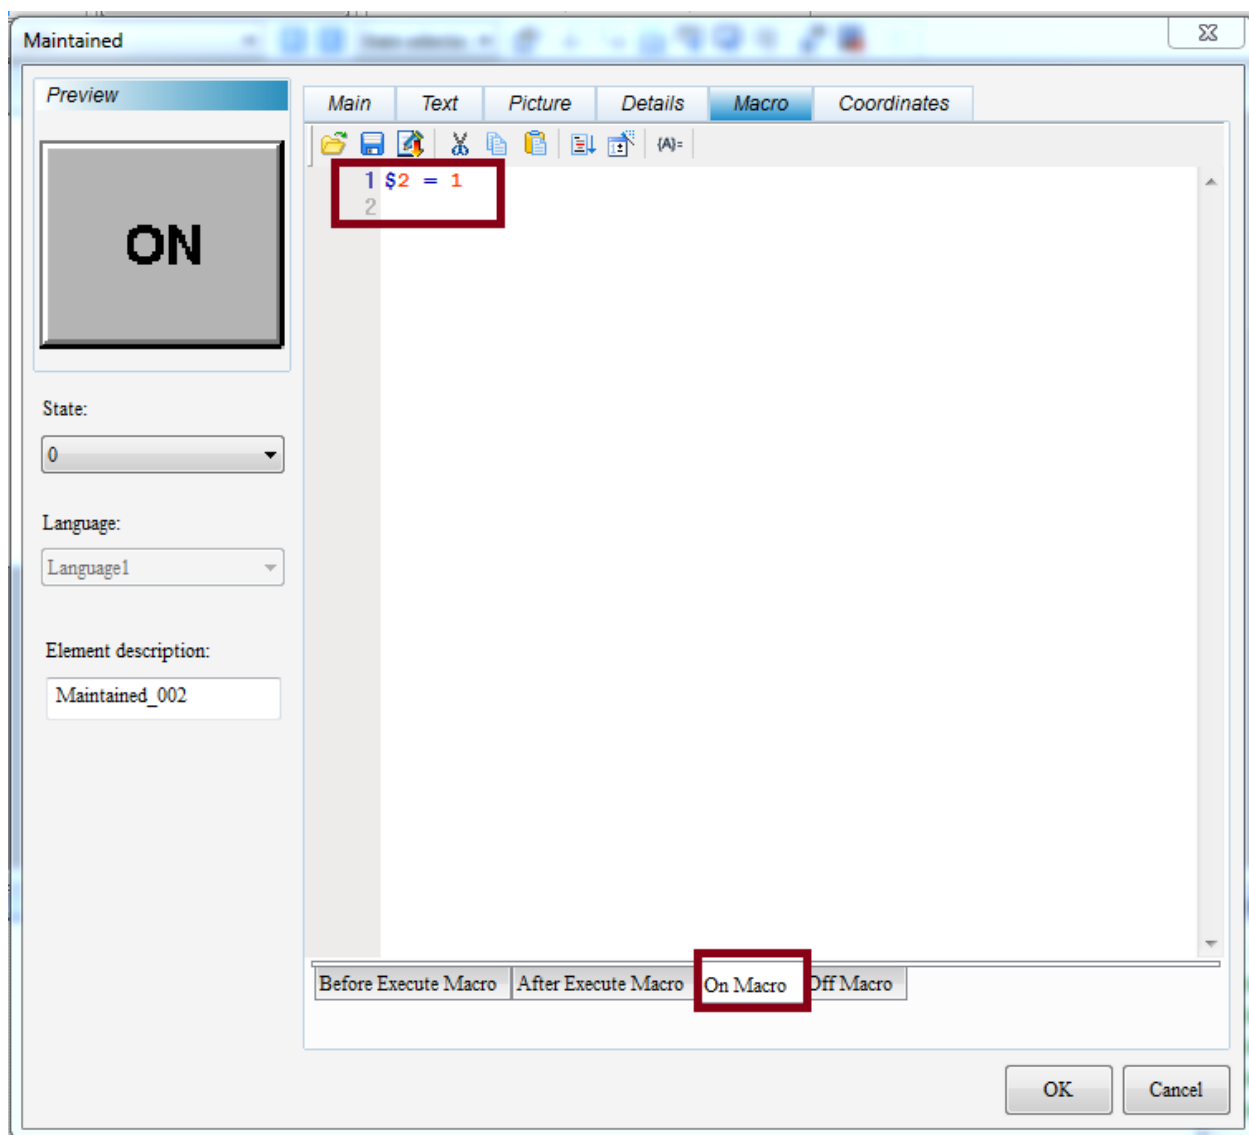 Maintained
Preview
Main Text Picture Details Macro Coordinates
{A}=
1 $2 = 1
2
ON
State:
0
Language:
Language1
Element description:
Maintained_002
Before Execute Macro After Execute Macro On Macro Off Macro
OK Cancel